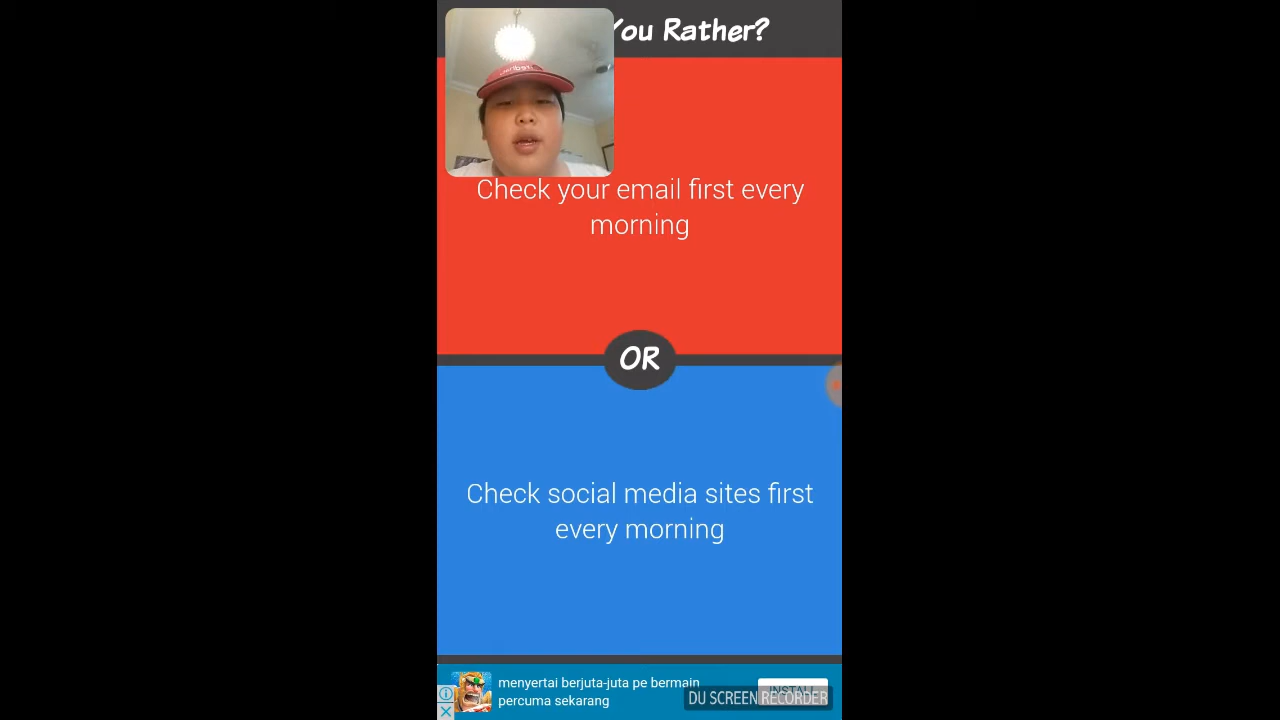 You Rather?
Check your email first every
morning
OR
Check social media sites first
every morning
menyertai berjuta-juta pe bermain
percuma sekarang
INSTALL
DU SCREEN RECORDER